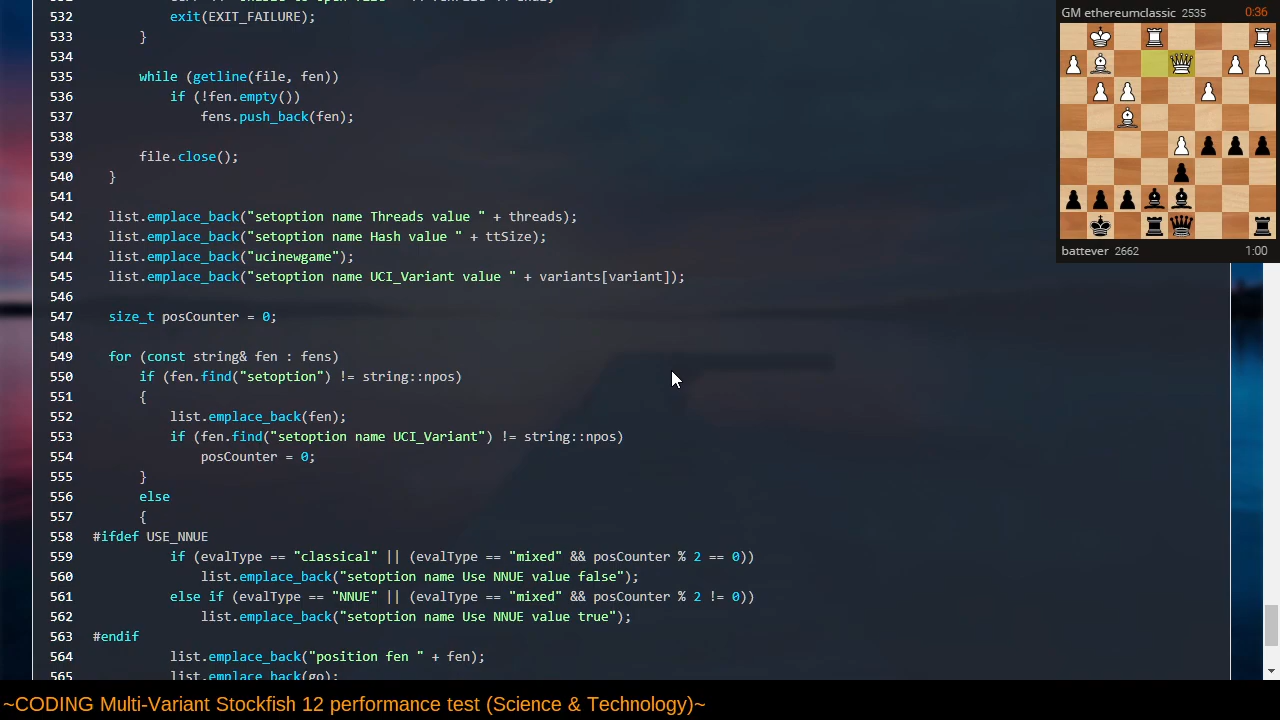 532 exit(EXIT_FAILURE);
533 }
534
535 while (getline(file, fen))
536 if (!fen.empty())
537 fens.push_back(fen);
538
539 file.close();
540 }
541
542 list.emplace_back("setoption name Threads value " + threads);
543 list.emplace_back("setoption name Hash value " + ttSize);
544 list.emplace_back("ucinewgame");
545 list.emplace_back("setoption name UCI_Variant value " + variants[variant]);
546
547 size_t posCounter = 0;
548
549 for (const string& fen : fens)
550 if (fen.find("setoption") != string::npos)
551 {
552 list.emplace_back(fen);
553 if (fen.find("setoption name UCI_Variant") != string::npos)
554 posCounter = 0;
555 }
556 else
557 {
558 #ifdef USE_NNUE
559 if (evalType == "classical" || (evalType == "mixed" && posCounter % 2 == 0))
560 list.emplace_back("setoption name Use NNUE value false");
561 else if (evalType == "NNUE" || (evalType == "mixed" && posCounter % 2 != 0))
562 list.emplace_back("setoption name Use NNUE value true");
563 #endif
564 list.emplace_back("position fen " + fen);
565 list.emplace_back(go);
GM ethereumclassic 2535 0:36
battever 2662 1:00
~CODING Multi-Variant Stockfish 12 performance test (Science & Technology)~